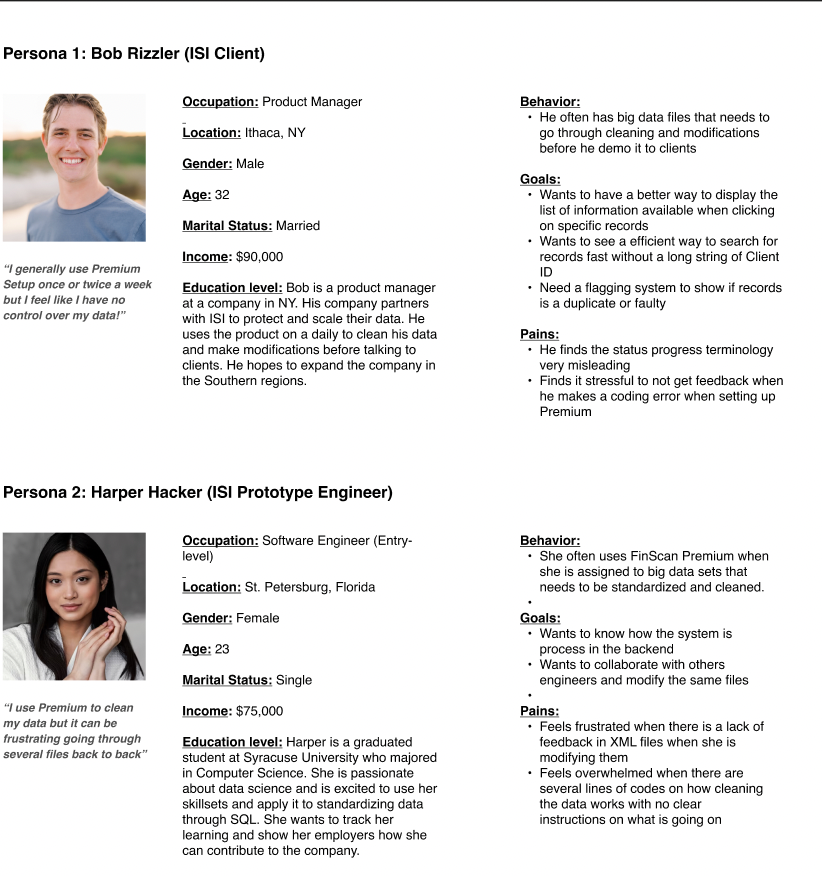 Persona 1: Bob Rizzler (ISI Client)
“I generally use Premium
Setup once or twice a week
but I feel like I have no
control over my data!”
Occupation: Product Manager
Location: Ithaca, NY
Gender: Male
Age: 32
Marital Status: Married
Income: $90,000
Education level: Bob is a product manager
at a company in NY. His company partners
with ISI to protect and scale their data. He
uses the product on a daily to clean his data
and make modifications before talking to
clients. He hopes to expand the company in
the Southern regions.
Behavior:
• He often has big data files that needs to
go through cleaning and modifications
before he demo it to clients
Goals:
• Wants to have a better way to display the
list of information available when clicking
on specific records
• Wants to see a efficient way to search for
records fast without a long string of Client
ID
• Need a flagging system to show if records
is a duplicate or faulty
Pains:
• He finds the status progress terminology
very misleading
• Finds it stressful to not get feedback when
he makes a coding error when setting up
Premium
Persona 2: Harper Hacker (ISI Prototype Engineer)
“I use Premium to clean
my data but it can be
frustrating going through
several files back to back”
Occupation: Software Engineer (Entry-
level)
Location: St. Petersburg, Florida
Gender: Female
Age: 23
Marital Status: Single
Income: $75,000
Education level: Harper is a graduated
student at Syracuse University who majored
in Computer Science. She is passionate
about data science and is excited to use her
skillsets and apply it to standardizing data
through SQL. She wants to track her
learning and show her employers how she
can contribute to the company.
Behavior:
• She often uses FinScan Premium when
she is assigned to big data sets that
needs to be standardized and cleaned.
•
Goals:
• Wants to know how the system is
process in the backend
• Wants to collaborate with others
engineers and modify the same files
•
Pains:
• Feels frustrated when there is a lack of
feedback in XML files when she is
modifying them
• Feels overwhelmed when there are
several lines of codes on how cleaning
the data works with no clear
instructions on what is going on